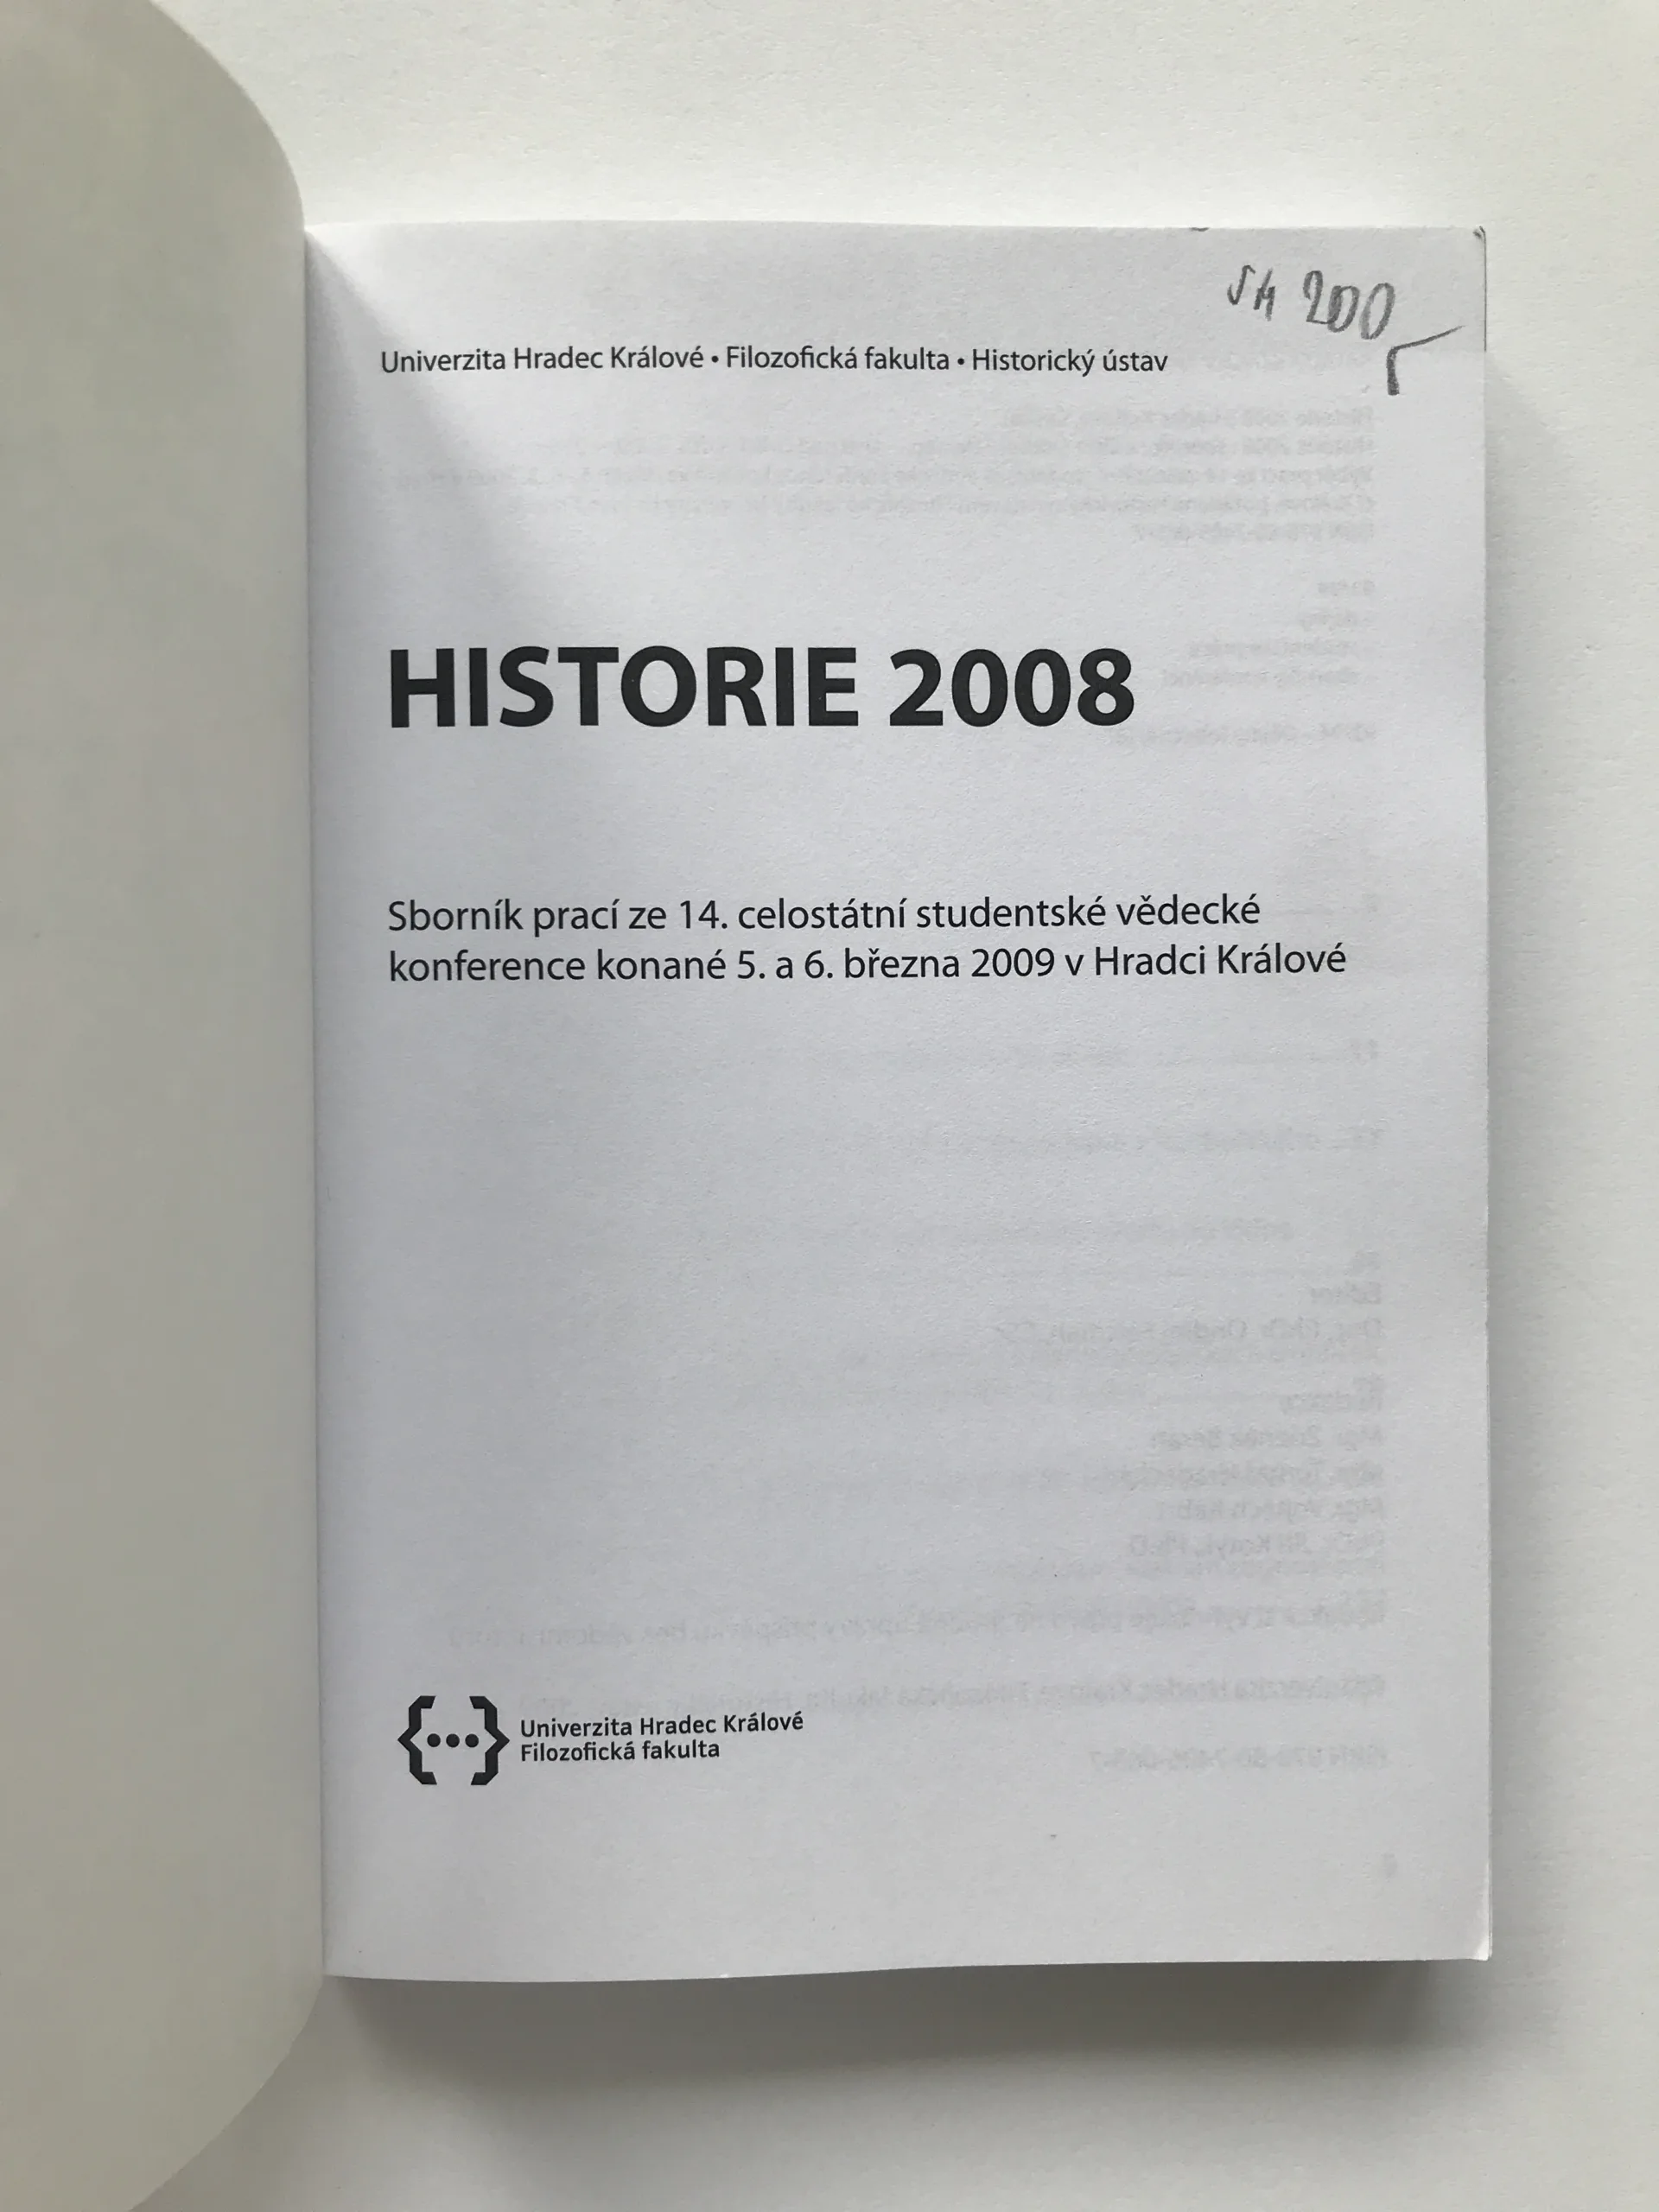 200
Univerzita Hradec Králové • Filozofická fakulta • Historický ústav
HISTORIE 2008
Sborník prací ze 14. celostátní studentské vědecké
konference konané 5. a 6. března 2009 v Hradci Králové
Univerzita Hradec Králové
Filozofická fakulta